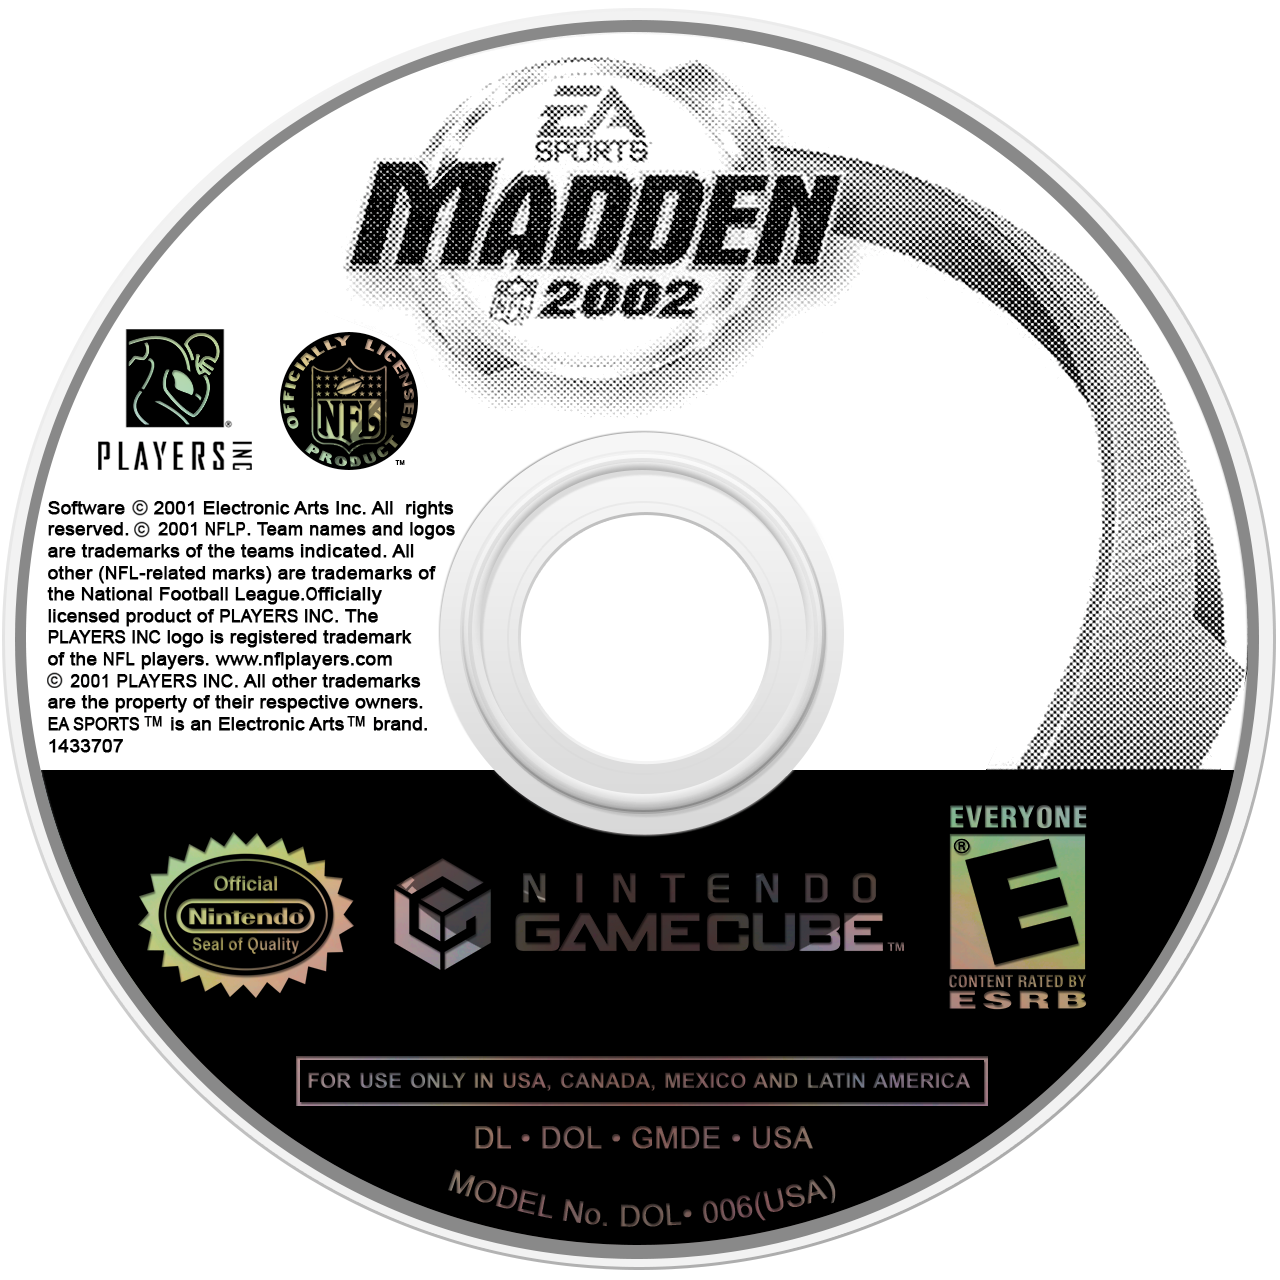 EA
SPORTS
MADDEN
NFL 2002
PLAYERS INC ®
OFFICIALLY LICENSED
NFL
PRODUCT ™
Software © 2001 Electronic Arts Inc. All rights
reserved. © 2001 NFLP. Team names and logos
are trademarks of the teams indicated. All
other (NFL-related marks) are trademarks of
the National Football League.Officially
licensed product of PLAYERS INC. The
PLAYERS INC logo is registered trademark
of the NFL players. www.nflplayers.com
© 2001 PLAYERS INC. All other trademarks
are the property of their respective owners.
EA SPORTS™ is an Electronic Arts™ brand.
1433707
Official
Nintendo®
Seal of Quality
NINTENDO
GAMECUBE™
EVERYONE
® E
CONTENT RATED BY
ESRB
FOR USE ONLY IN USA, CANADA, MEXICO AND LATIN AMERICA
DL • DOL • GMDE • USA
MODEL No. DOL• 006(USA)